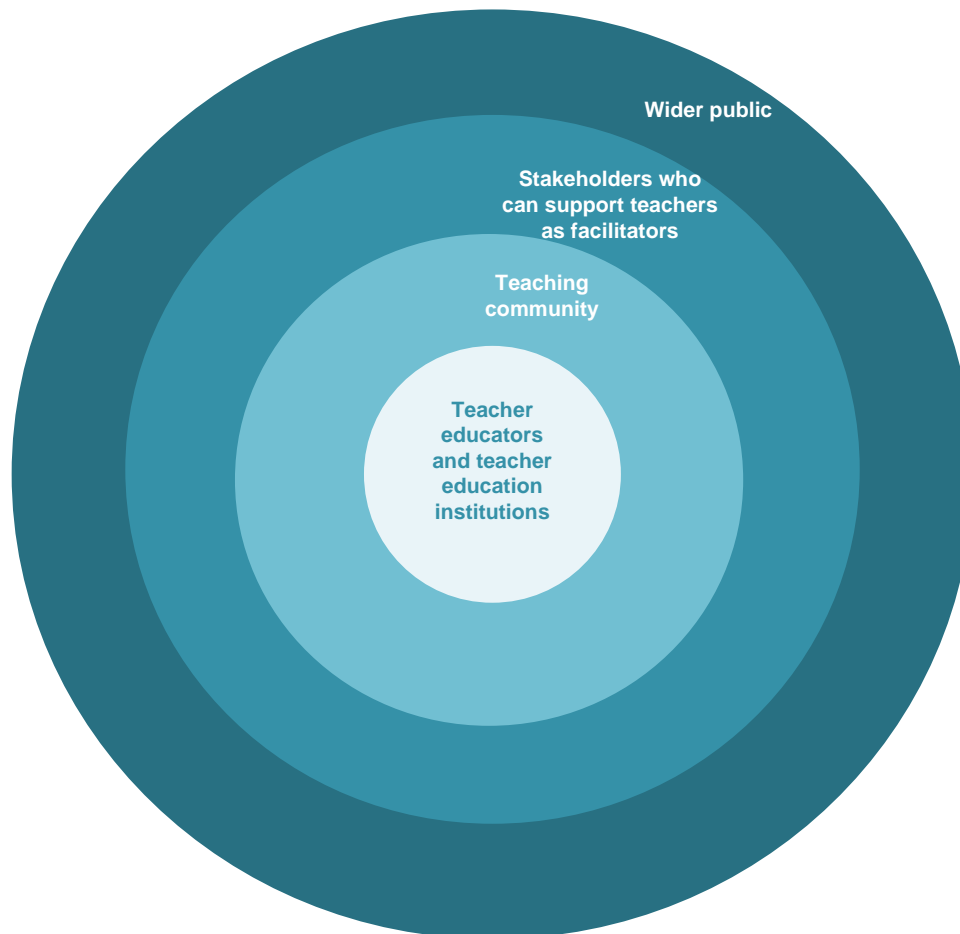 Wider public
Stakeholders who
can support teachers
as facilitators
Teaching
community
Teacher
educators
and teacher
education
institutions